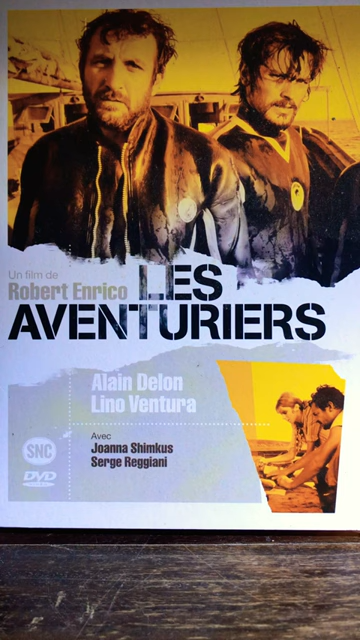 Un film de
Robert Enrico
LES
AVENTURIERS
Alain Delon
Lino Ventura
Avec
Joanna Shimkus
Serge Reggiani
SNC
DVD